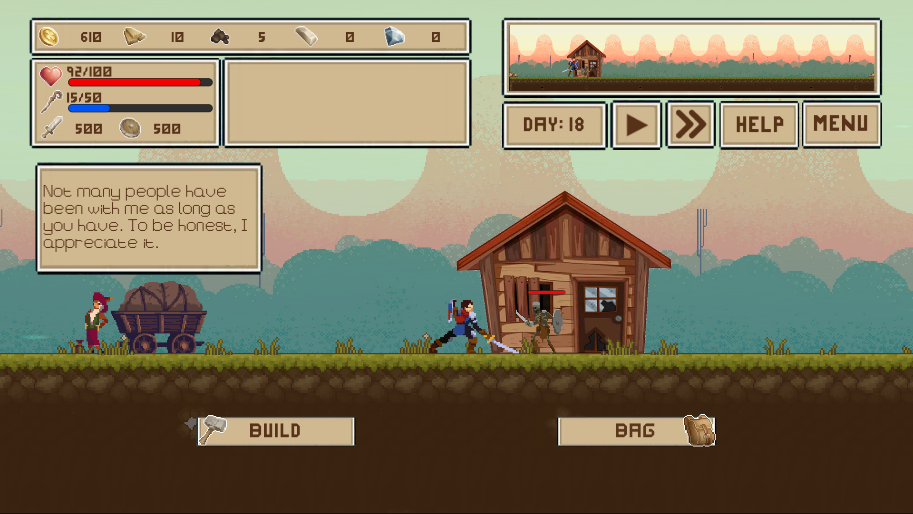 610 10 5 0 0
92/100
15/50
500 500
DAY: 18 HELP MENU
Not many people have
been with me as long as
you have. To be honest, I
appreciate it.
BUILD BAG